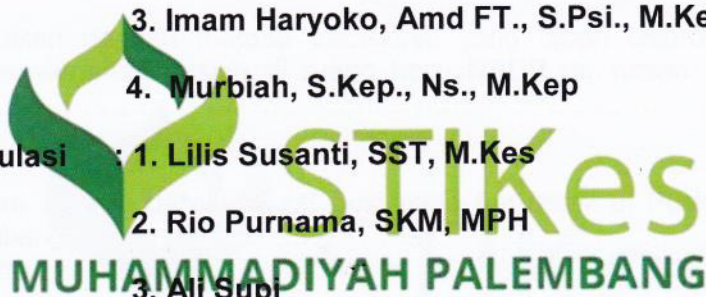 3. Imam Haryoko, Amd FT., S.Psi., M.Ke
4. Murbiah, S.Kep., Ns., M.Kep
ulasi : 1. Lilis Susanti, SST, M.Kes
STIKes
2. Rio Purnama, SKM, MPH
MUHAMMADIYAH PALEMBANG
3. Ali Supi